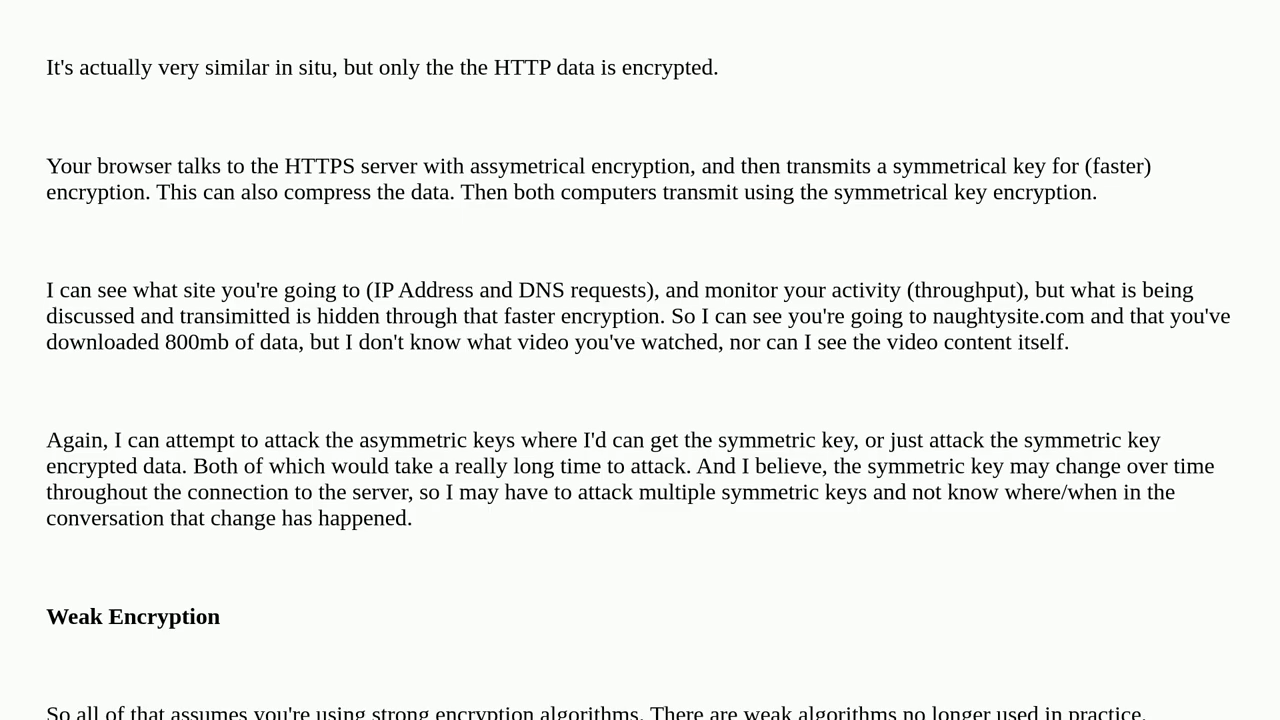 It's actually very similar in situ, but only the the HTTP data is encrypted.
Your browser talks to the HTTPS server with assymetrical encryption, and then transmits a symmetrical key for (faster)
encryption. This can also compress the data. Then both computers transmit using the symmetrical key encryption.
I can see what site you're going to (IP Address and DNS requests), and monitor your activity (throughput), but what is being
discussed and transimitted is hidden through that faster encryption. So I can see you're going to naughtysite.com and that you've
downloaded 800mb of data, but I don't know what video you've watched, nor can I see the video content itself.
Again, I can attempt to attack the asymmetric keys where I'd can get the symmetric key, or just attack the symmetric key
encrypted data. Both of which would take a really long time to attack. And I believe, the symmetric key may change over time
throughout the connection to the server, so I may have to attack multiple symmetric keys and not know where/when in the
conversation that change has happened.
Weak Encryption
So all of that assumes you're using strong encryption algorithms. There are weak algorithms no longer used in practice,